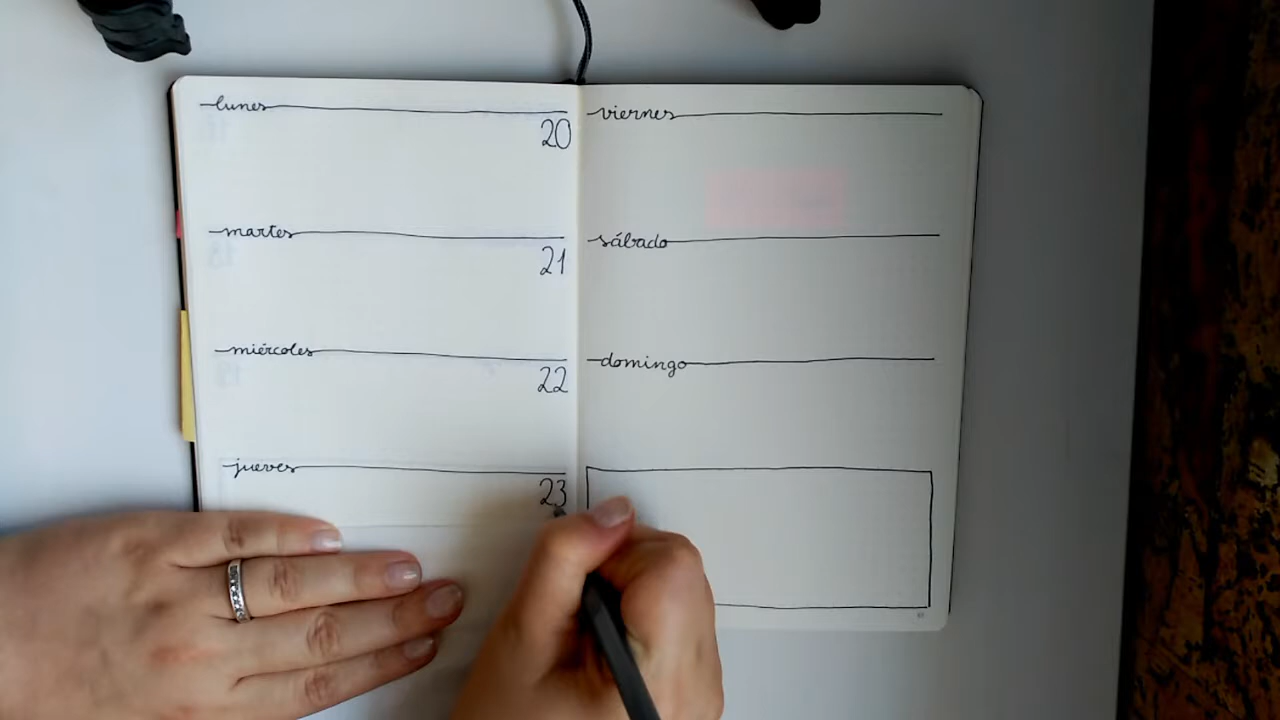 lunes
20
martes
21
miércoles
22
jueves
23
viernes
sábado
domingo